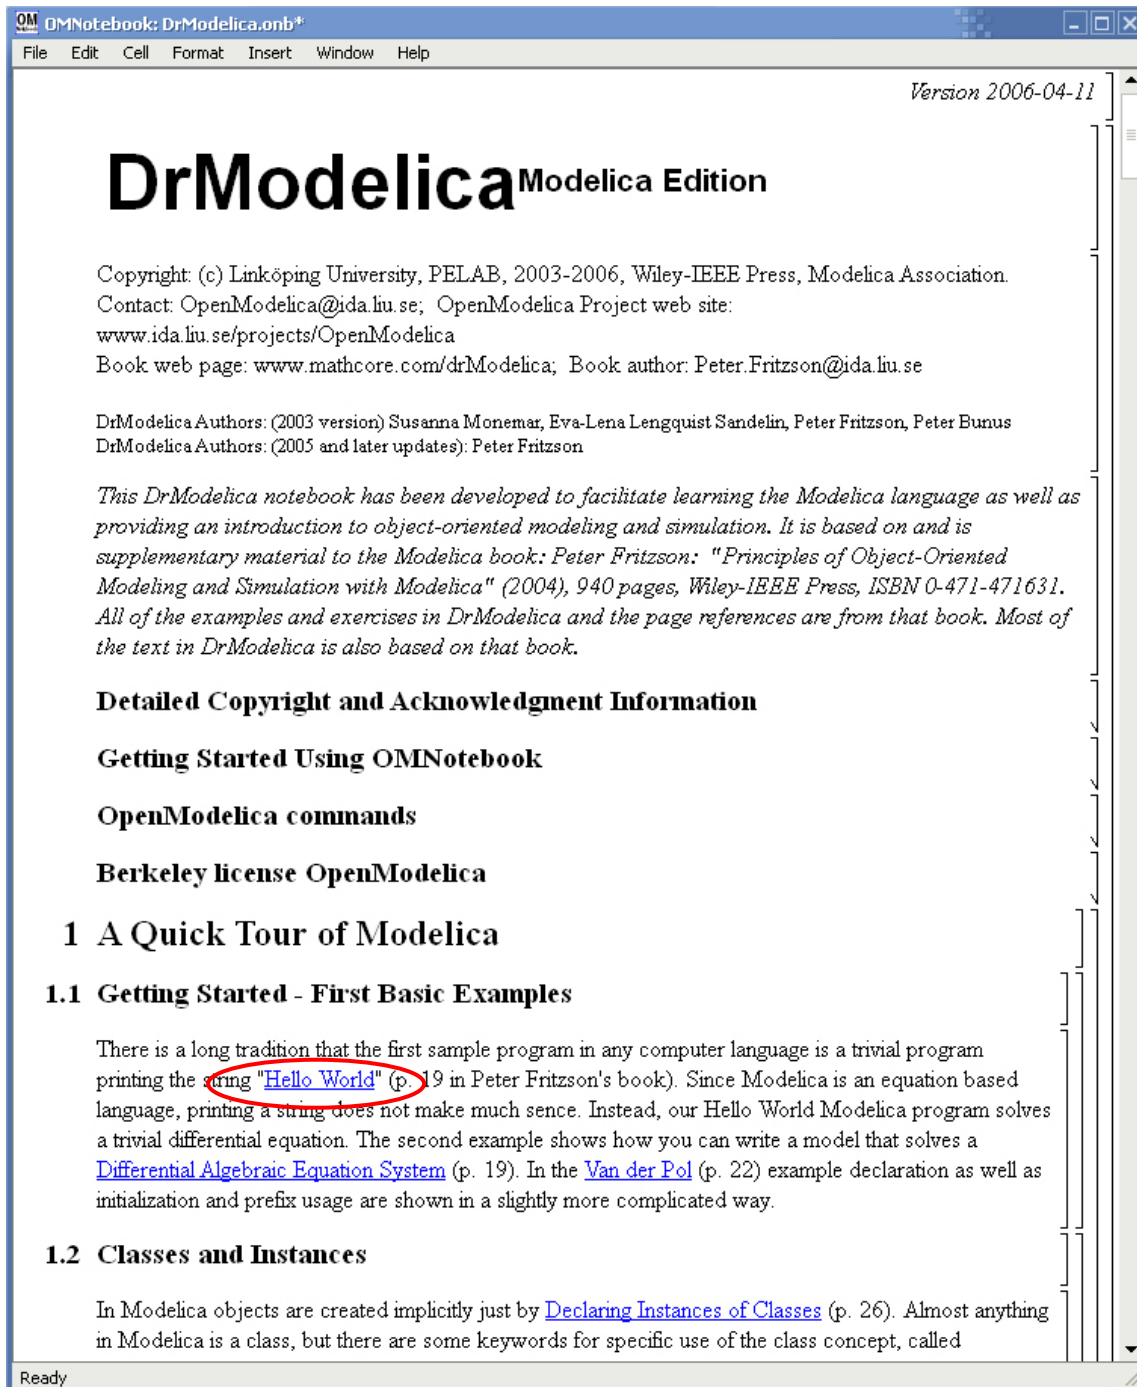 OMNotebook: DrModelica.onb*
File Edit Cell Format Insert Window Help
Version 2006-04-11
DrModelica Modelica Edition
Copyright: (c) Linköping University, PELAB, 2003-2006, Wiley-IEEE Press, Modelica Association.
Contact: OpenModelica@ida.liu.se; OpenModelica Project web site:
www.ida.liu.se/projects/OpenModelica
Book web page: www.mathcore.com/drModelica; Book author: Peter.Fritzson@ida.liu.se
DrModelica Authors: (2003 version) Susanna Monemar, Eva-Lena Lengquist Sandelin, Peter Fritzson, Peter Bunus
DrModelica Authors: (2005 and later updates): Peter Fritzson
This DrModelica notebook has been developed to facilitate learning the Modelica language as well as
providing an introduction to object-oriented modeling and simulation. It is based on and is
supplementary material to the Modelica book: Peter Fritzson: "Principles of Object-Oriented
Modeling and Simulation with Modelica" (2004), 940 pages, Wiley-IEEE Press, ISBN 0-471-471631.
All of the examples and exercises in DrModelica and the page references are from that book. Most of
the text in DrModelica is also based on that book.
Detailed Copyright and Acknowledgment Information
Getting Started Using OMNotebook
OpenModelica commands
Berkeley license OpenModelica
1 A Quick Tour of Modelica
1.1 Getting Started - First Basic Examples
There is a long tradition that the first sample program in any computer language is a trivial program
printing the string "Hello World" (p. 19 in Peter Fritzson's book). Since Modelica is an equation based
language, printing a string does not make much sence. Instead, our Hello World Modelica program solves
a trivial differential equation. The second example shows how you can write a model that solves a
Differential Algebraic Equation System (p. 19). In the Van der Pol (p. 22) example declaration as well as
initialization and prefix usage are shown in a slightly more complicated way.
1.2 Classes and Instances
In Modelica objects are created implicitly just by Declaring Instances of Classes (p. 26). Almost anything
in Modelica is a class, but there are some keywords for specific use of the class concept, called
Ready